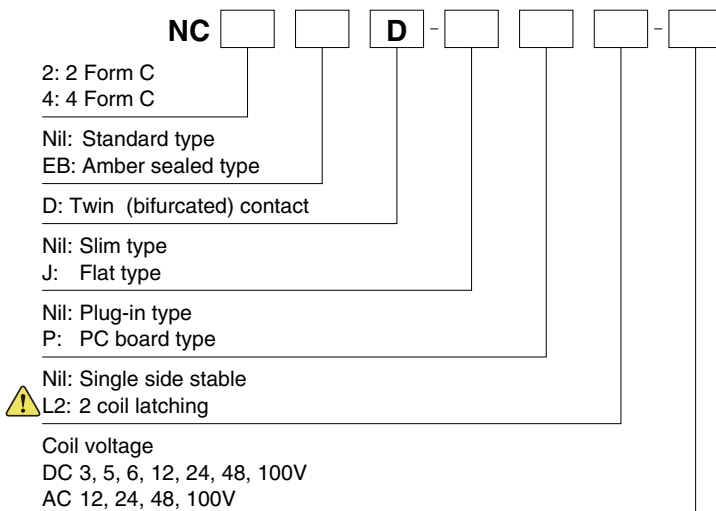 NC D - -
2: 2 Form C
4: 4 Form C
Nil: Standard type
EB: Amber sealed type
D: Twin (bifurcated) contact
Nil: Slim type
J: Flat type
Nil: Plug-in type
P: PC board type
Nil: Single side stable
L2: 2 coil latching
Coil voltage
DC 3, 5, 6, 12, 24, 48, 100V
AC 12, 24, 48, 100V